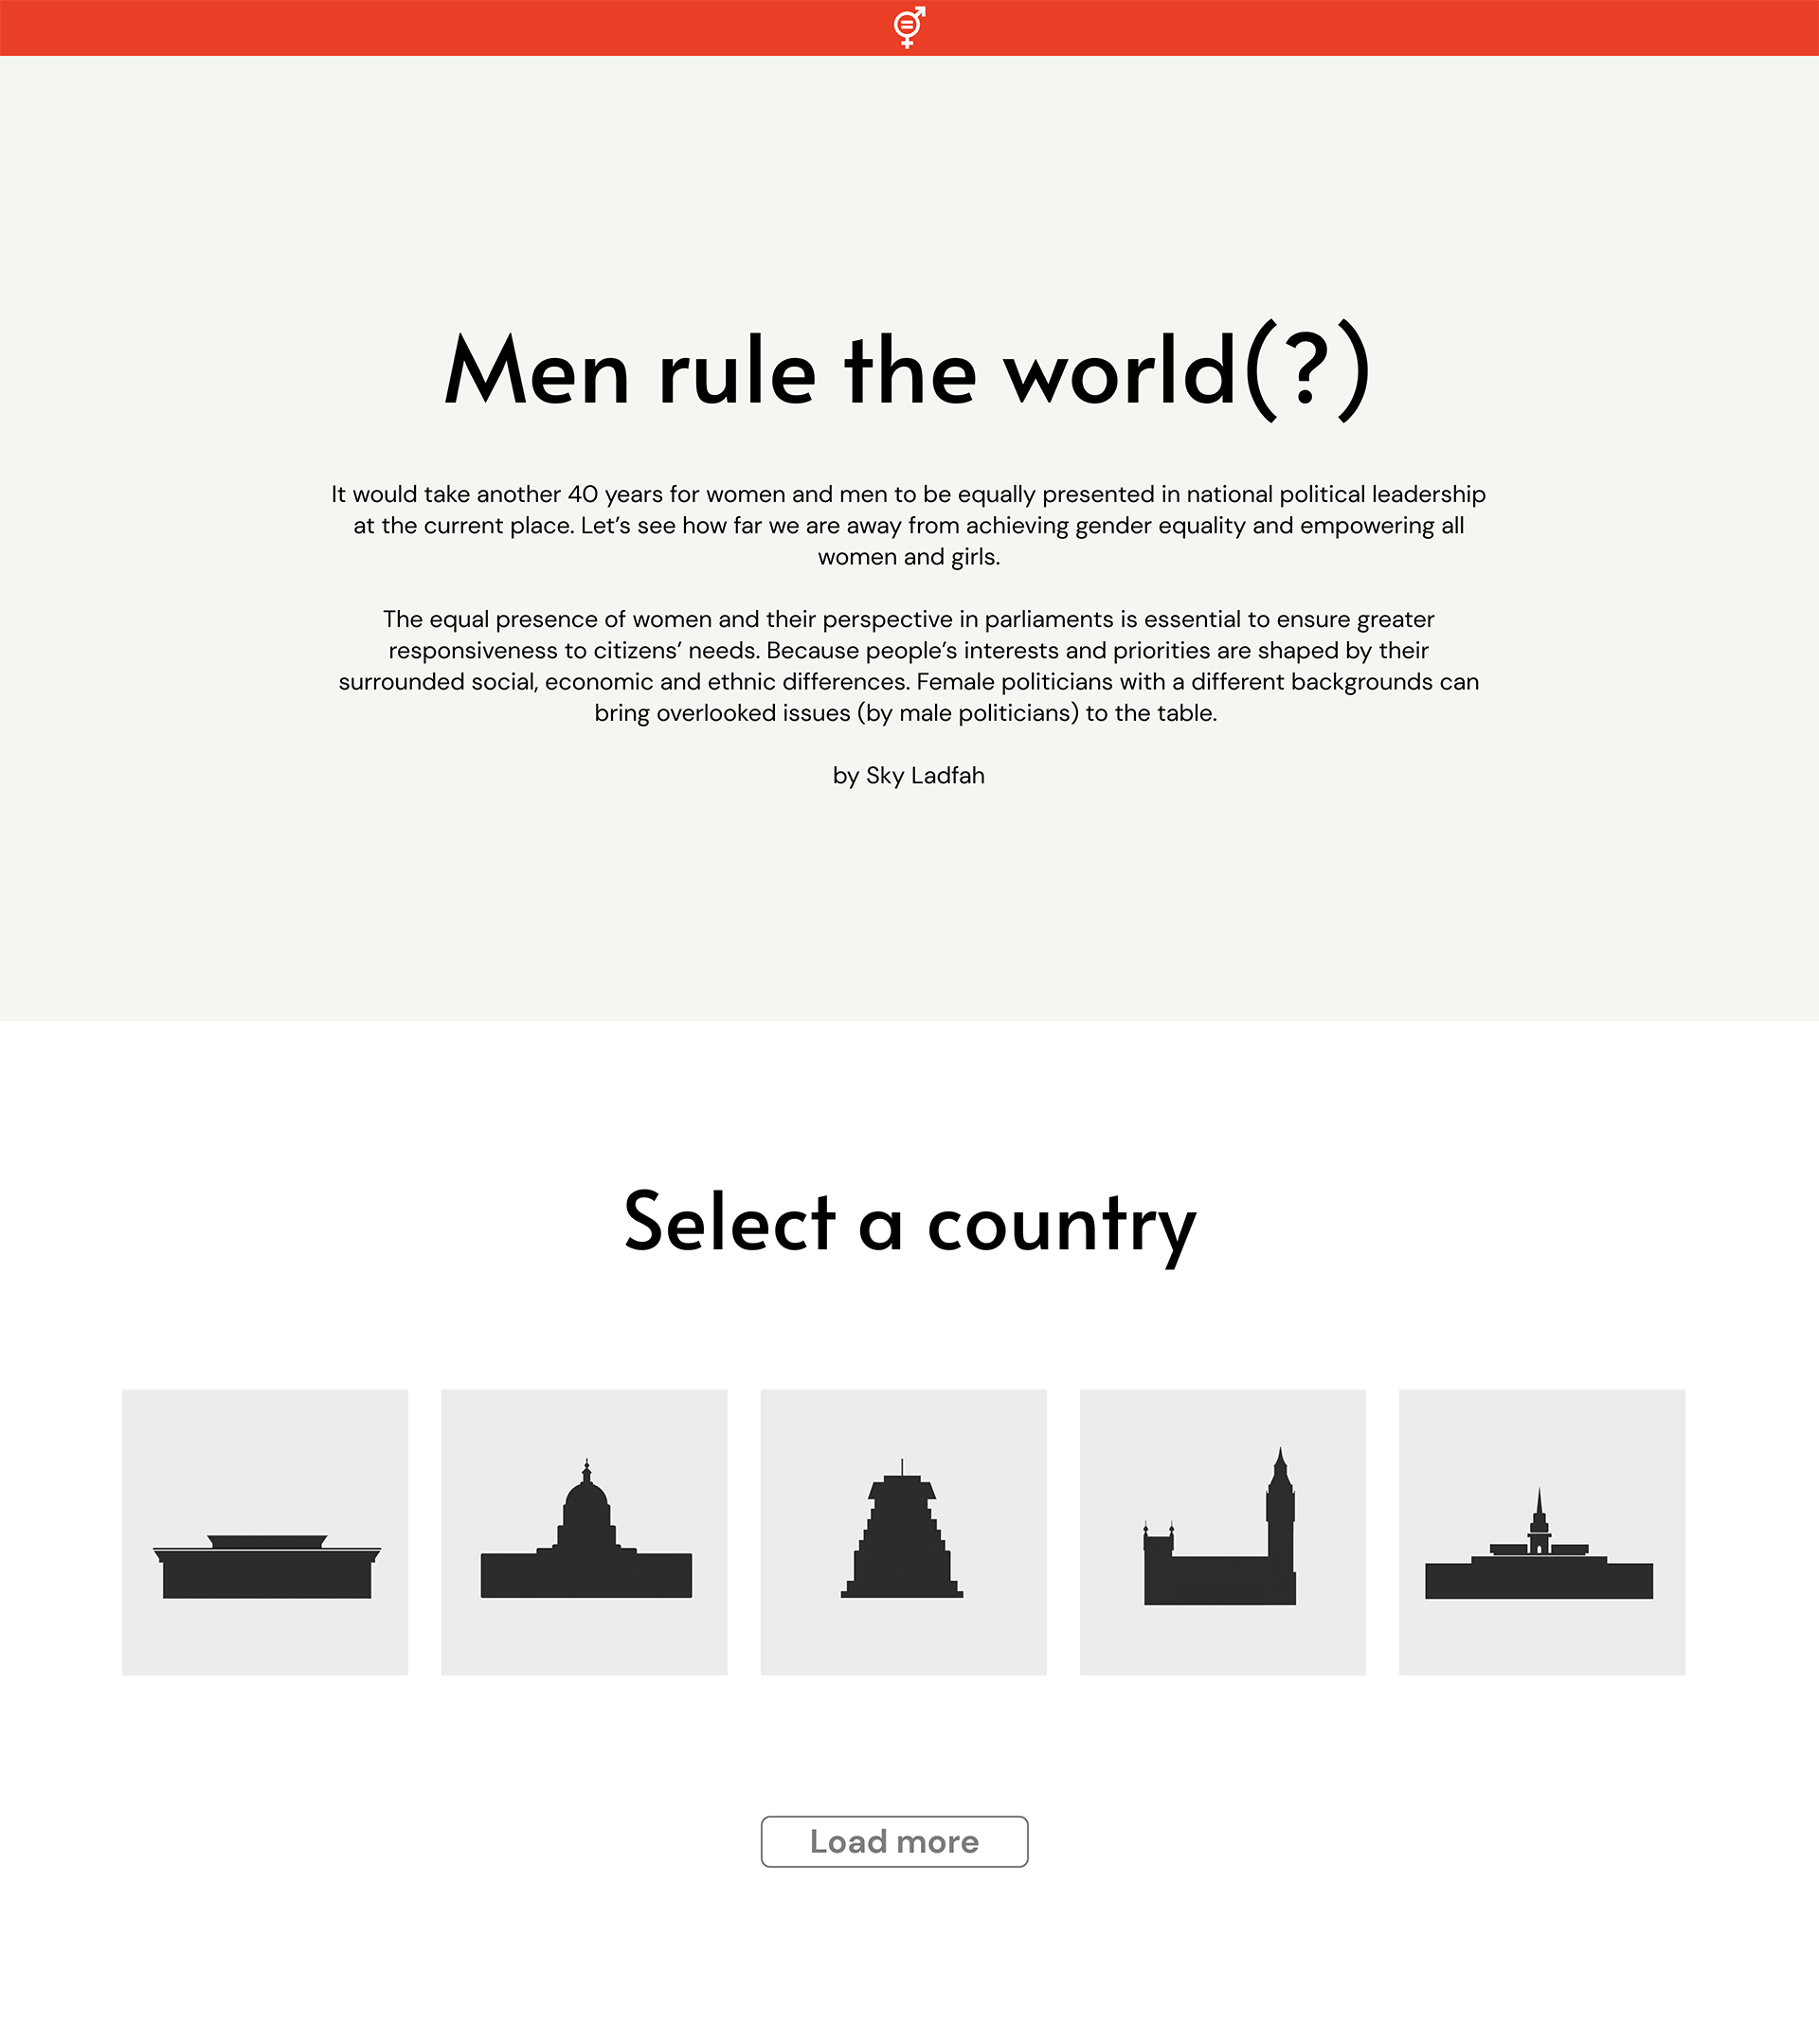 Men rule the world(?)
It would take another 40 years for women and men to be equally presented in national political leadership
at the current place. Let’s see how far we are away from achieving gender equality and empowering all
women and girls.
The equal presence of women and their perspective in parliaments is essential to ensure greater
responsiveness to citizens’ needs. Because people’s interests and priorities are shaped by their
surrounded social, economic and ethnic differences. Female politicians with a different backgrounds can
bring overlooked issues (by male politicians) to the table.
by Sky Ladfah
Select a country
Load more